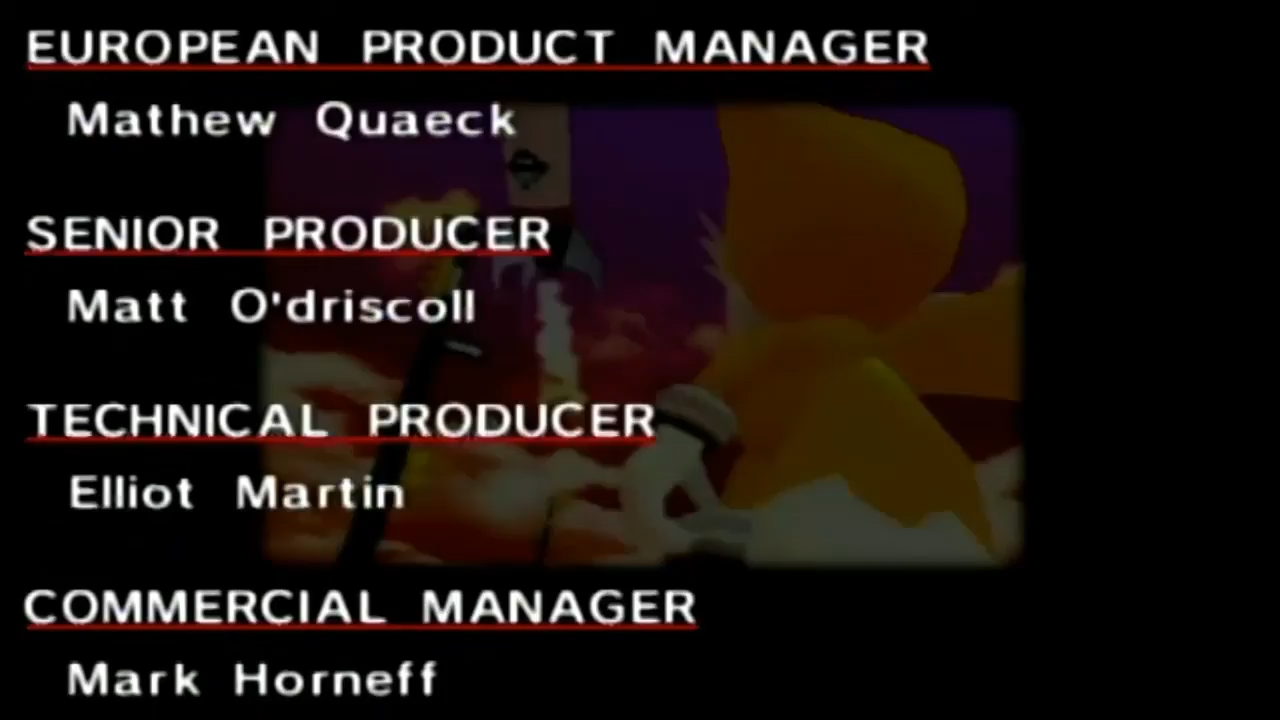 EUROPEAN PRODUCT MANAGER
Mathew Quaeck
SENIOR PRODUCER
Matt O'driscoll
TECHNICAL PRODUCER
Elliot Martin
COMMERCIAL MANAGER
Mark Horneff